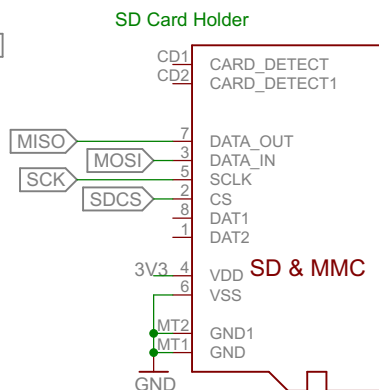 SD Card Holder
CD1 CARD_DETECT
CD2 CARD_DETECT1
MISO 7 DATA_OUT
MOSI 3 DATA_IN
SCK 5 SCLK
SDCS 2 CS
8 DAT1
1 DAT2
3V3 4 VDD SD & MMC
6 VSS
MT2 GND1
MT1 GND
GND